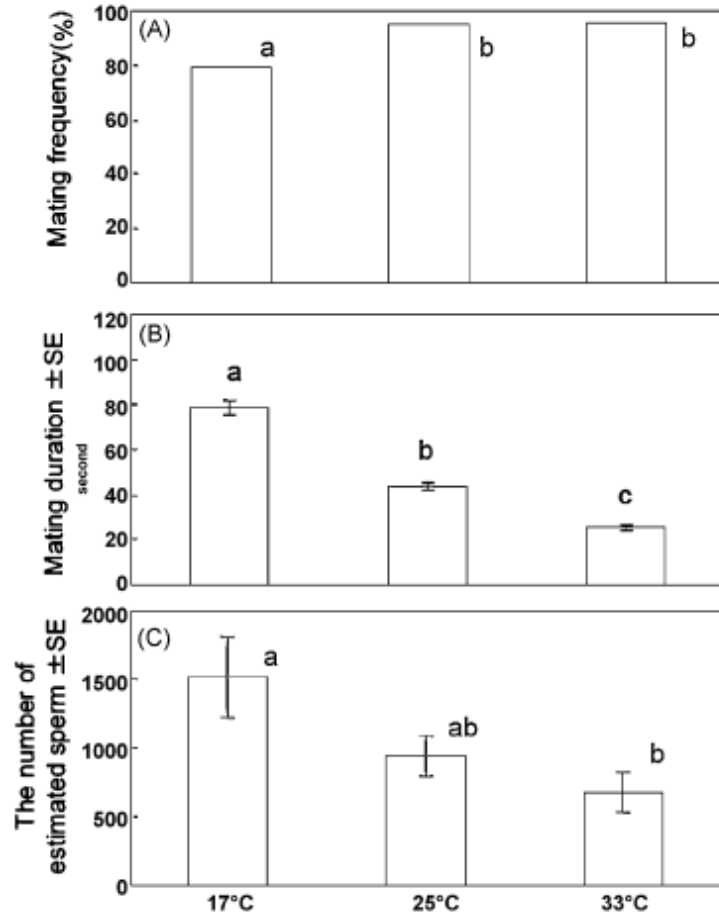 (A)
Mating frequency(%)
100
80
60
40
20
0
a
b
b
(B)
Mating duration ±SE
second
120
100
80
60
40
20
0
a
b
c
(C)
The number of
estimated sperm ±SE
2000
1500
1000
500
0
a
ab
b
17°C
25°C
33°C